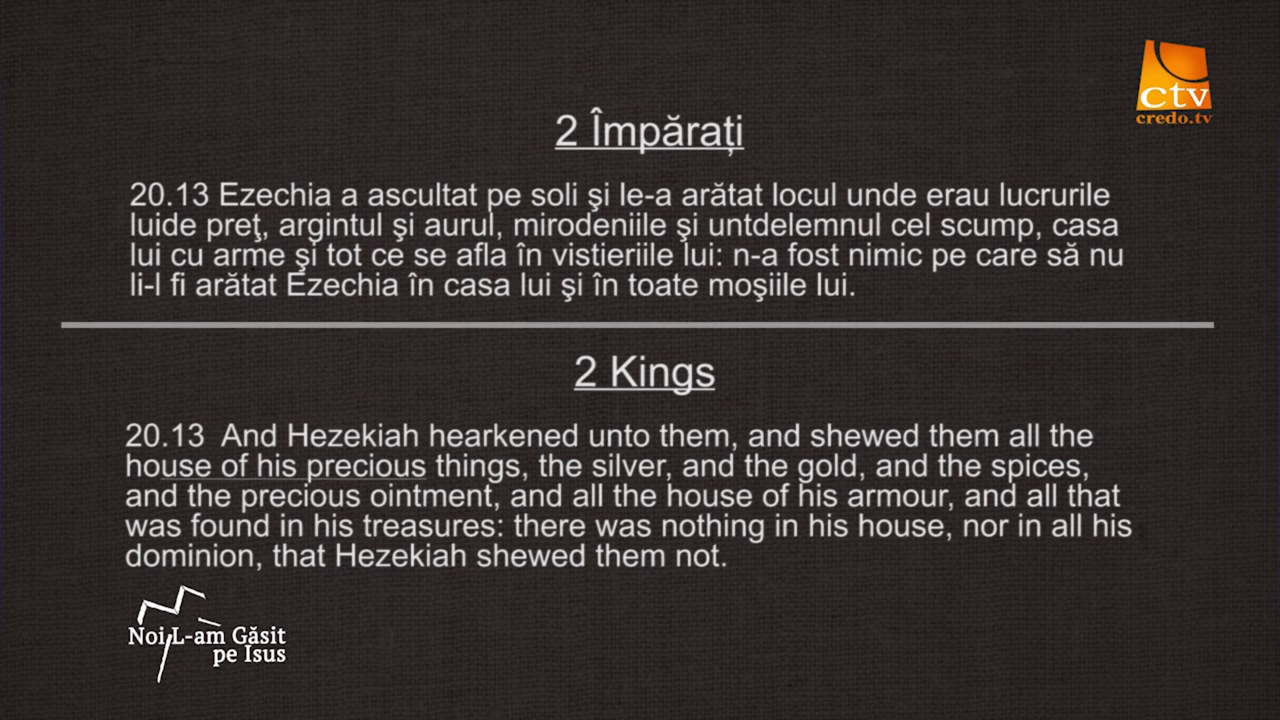 ctv
credo.tv
2 Împărați
20.13 Ezechia a ascultat pe soli şi le-a arătat locul unde erau lucrurile
luide preţ, argintul şi aurul, mirodeniile şi untdelemnul cel scump, casa
lui cu arme şi tot ce se afla în vistieriile lui: n-a fost nimic pe care să nu
li-l fi arătat Ezechia în casa lui şi în toate moşiile lui.
2 Kings
20.13 And Hezekiah hearkened unto them, and shewed them all the
house of his precious things, the silver, and the gold, and the spices,
and the precious ointment, and all the house of his armour, and all that
was found in his treasures: there was nothing in his house, nor in all his
dominion, that Hezekiah shewed them not.
Noi L-am Găsit
pe Isus